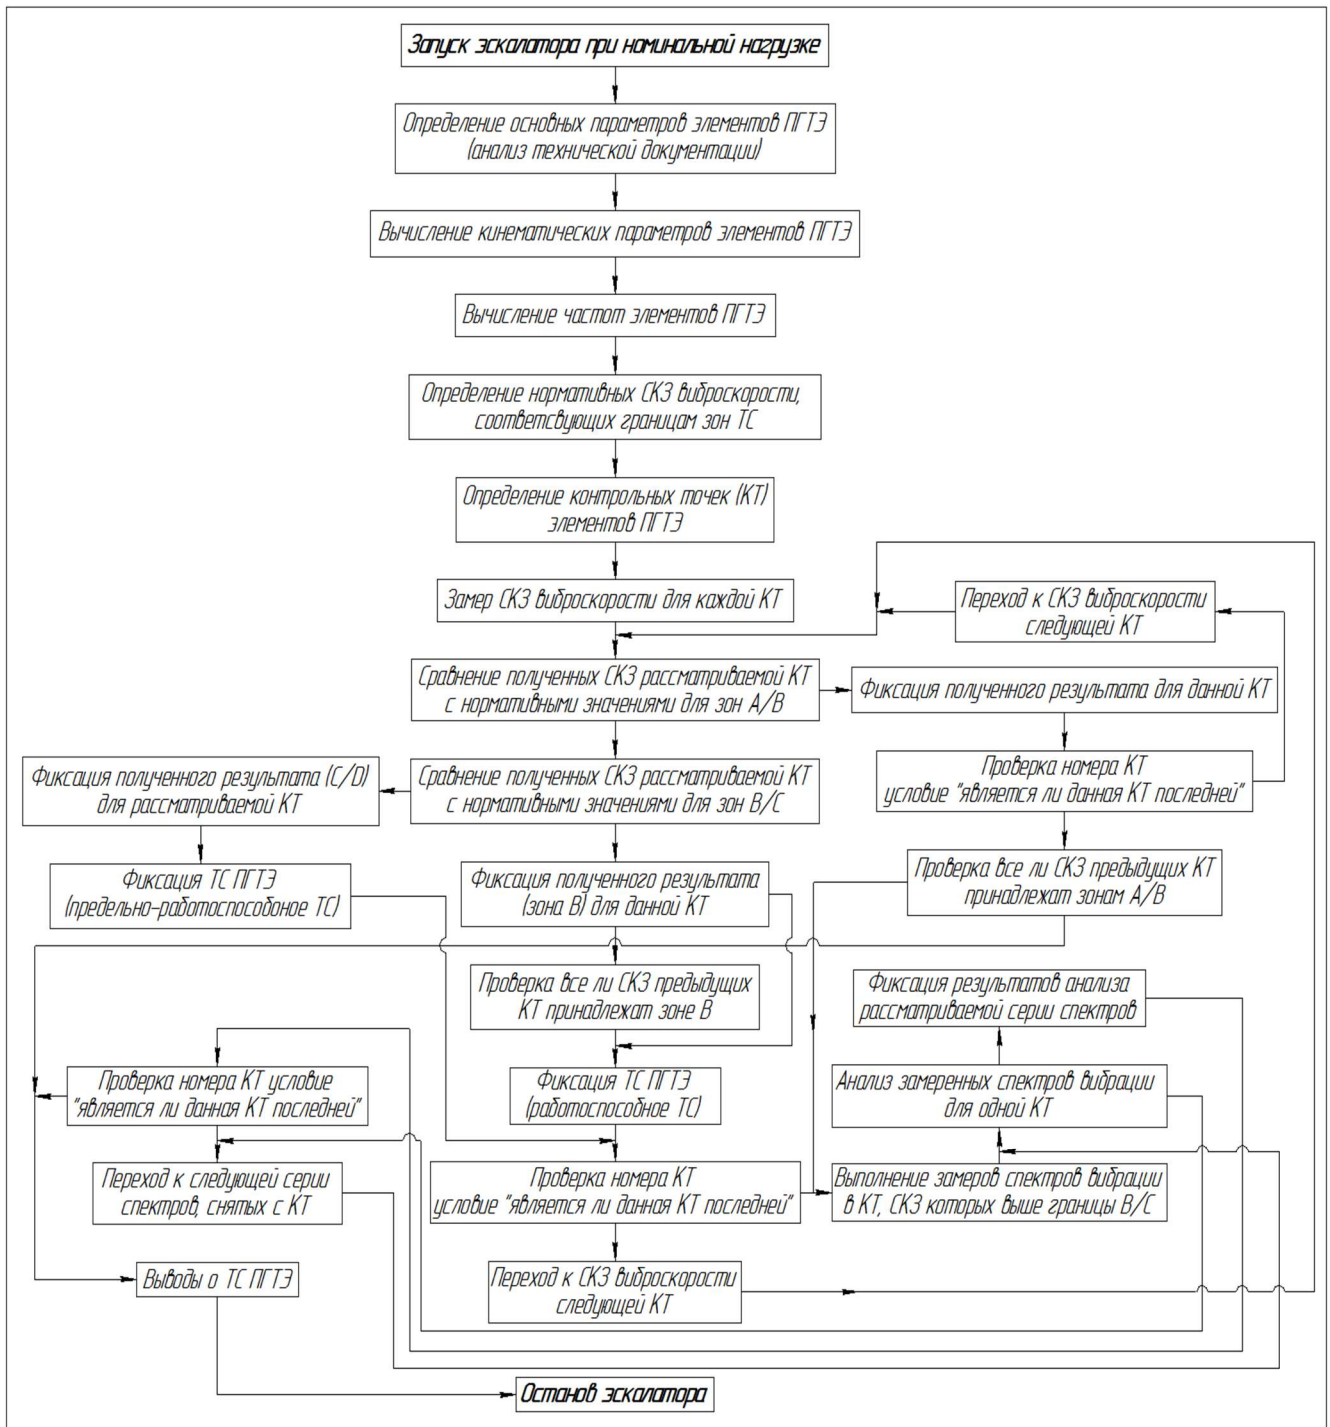 Запуск эскалатора при номинальной нагрузке
Определение основных параметров элементов ПГТЭ
(анализ технической документации)
Вычисление кинематических параметров элементов ПГТЭ
Вычисление частот элементов ПГТЭ
Определение нормативных СКЗ виброскорости,
соответсвующих границам зон ТС
Определение контрольных точек (КТ)
элементов ПГТЭ
Замер СКЗ виброскорости для каждой КТ
Переход к СКЗ виброскорости
следующей КТ
Сравнение полученных СКЗ рассматриваемой КТ
с нормативными значениями для зон А/В
Фиксация полученного результата для данной КТ
Фиксация полученного результата (C/D)
для рассматриваемой КТ
Сравнение полученных СКЗ рассматриваемой КТ
с нормативными значениями для зон В/С
Проверка номера КТ
условие "является ли данная КТ последней"
Фиксация ТС ПГТЭ
(предельно-работоспособоное ТС)
Фиксация полученного результата
(зона В) для данной КТ
Проверка все ли СКЗ предыдущих КТ
принадлежат зонам А/В
Проверка все ли СКЗ предыдущих
КТ принадлежат зоне В
Фиксация результатов анализа
рассматриваемой серии спектров
Проверка номера КТ условие
"является ли данная КТ последней"
Фиксация ТС ПГТЭ
(работоспособное ТС)
Анализ замеренных спектров вибрации
для одной КТ
Переход к следующей серии
спектров, снятых с КТ
Проверка номера КТ
условие "является ли данная КТ последней"
Выполнение замеров спектров вибрации
в КТ, СКЗ которых выше границы В/С
Выводы о ТС ПГТЭ
Переход к СКЗ виброскорости
следующей КТ
Останов эскалатора